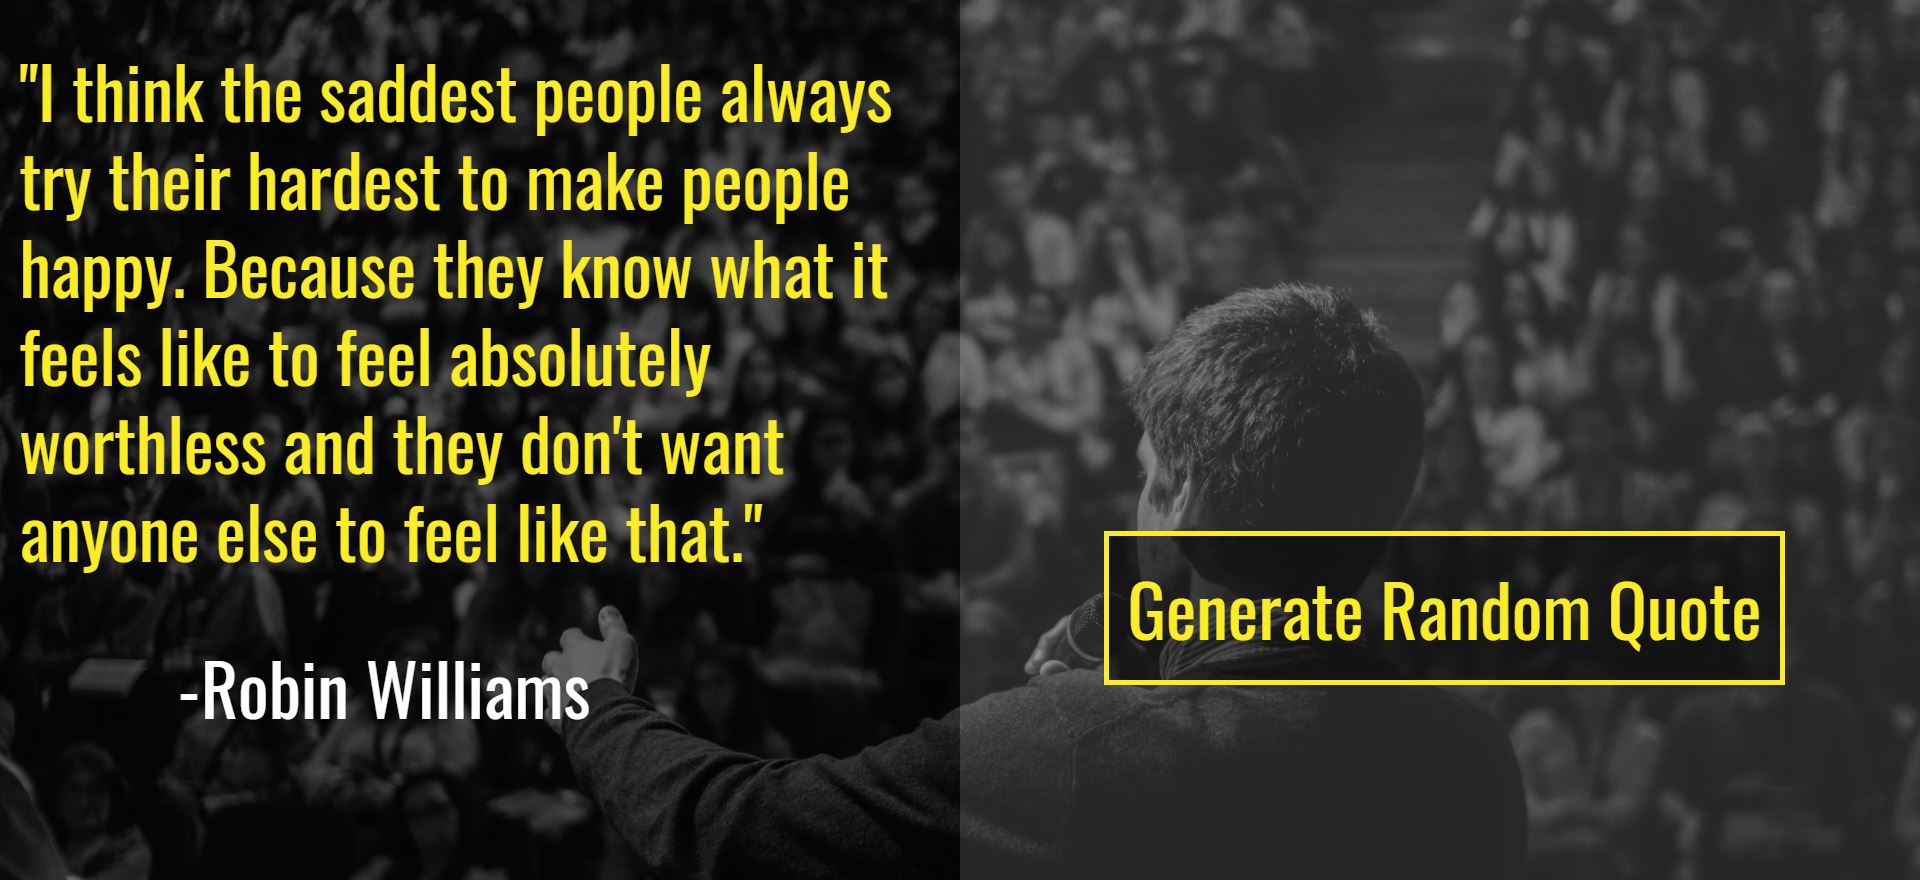 "I think the saddest people always
try their hardest to make people
happy. Because they know what it
feels like to feel absolutely
worthless and they don't want
anyone else to feel like that."
-Robin Williams
Generate Random Quote